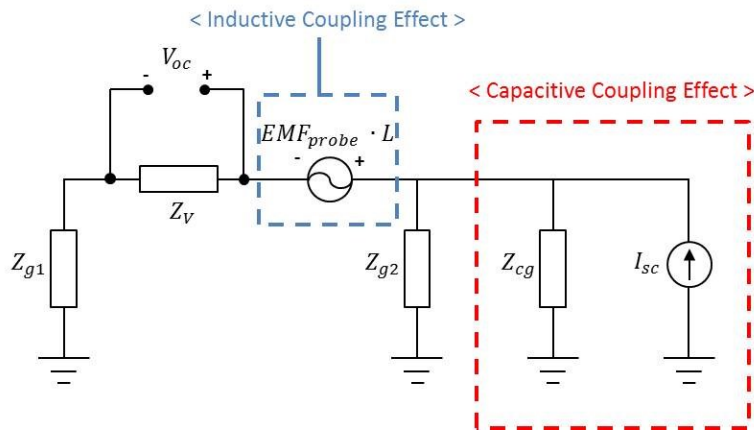 < Inductive Coupling Effect >
V_oc
- +
< Capacitive Coupling Effect >
EMF_probe · L
- +
Z_V
Z_g1
Z_g2
Z_cg
I_sc